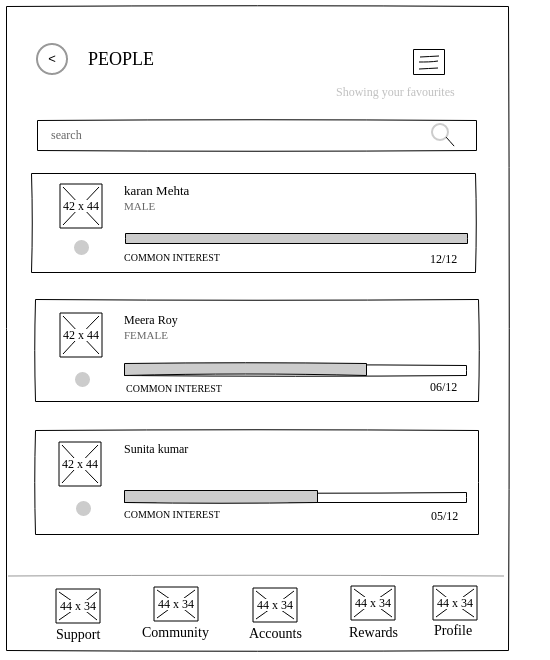 < PEOPLE
Showing your favourites
search
42 x 44
karan Mehta
MALE
COMMON INTEREST 12/12
42 x 44
Meera Roy
FEMALE
COMMON INTEREST 06/12
42 x 44
Sunita kumar
COMMON INTEREST 05/12
44 x 34 44 x 34 44 x 34 44 x 34 44 x 34
Support Community Accounts Rewards Profile